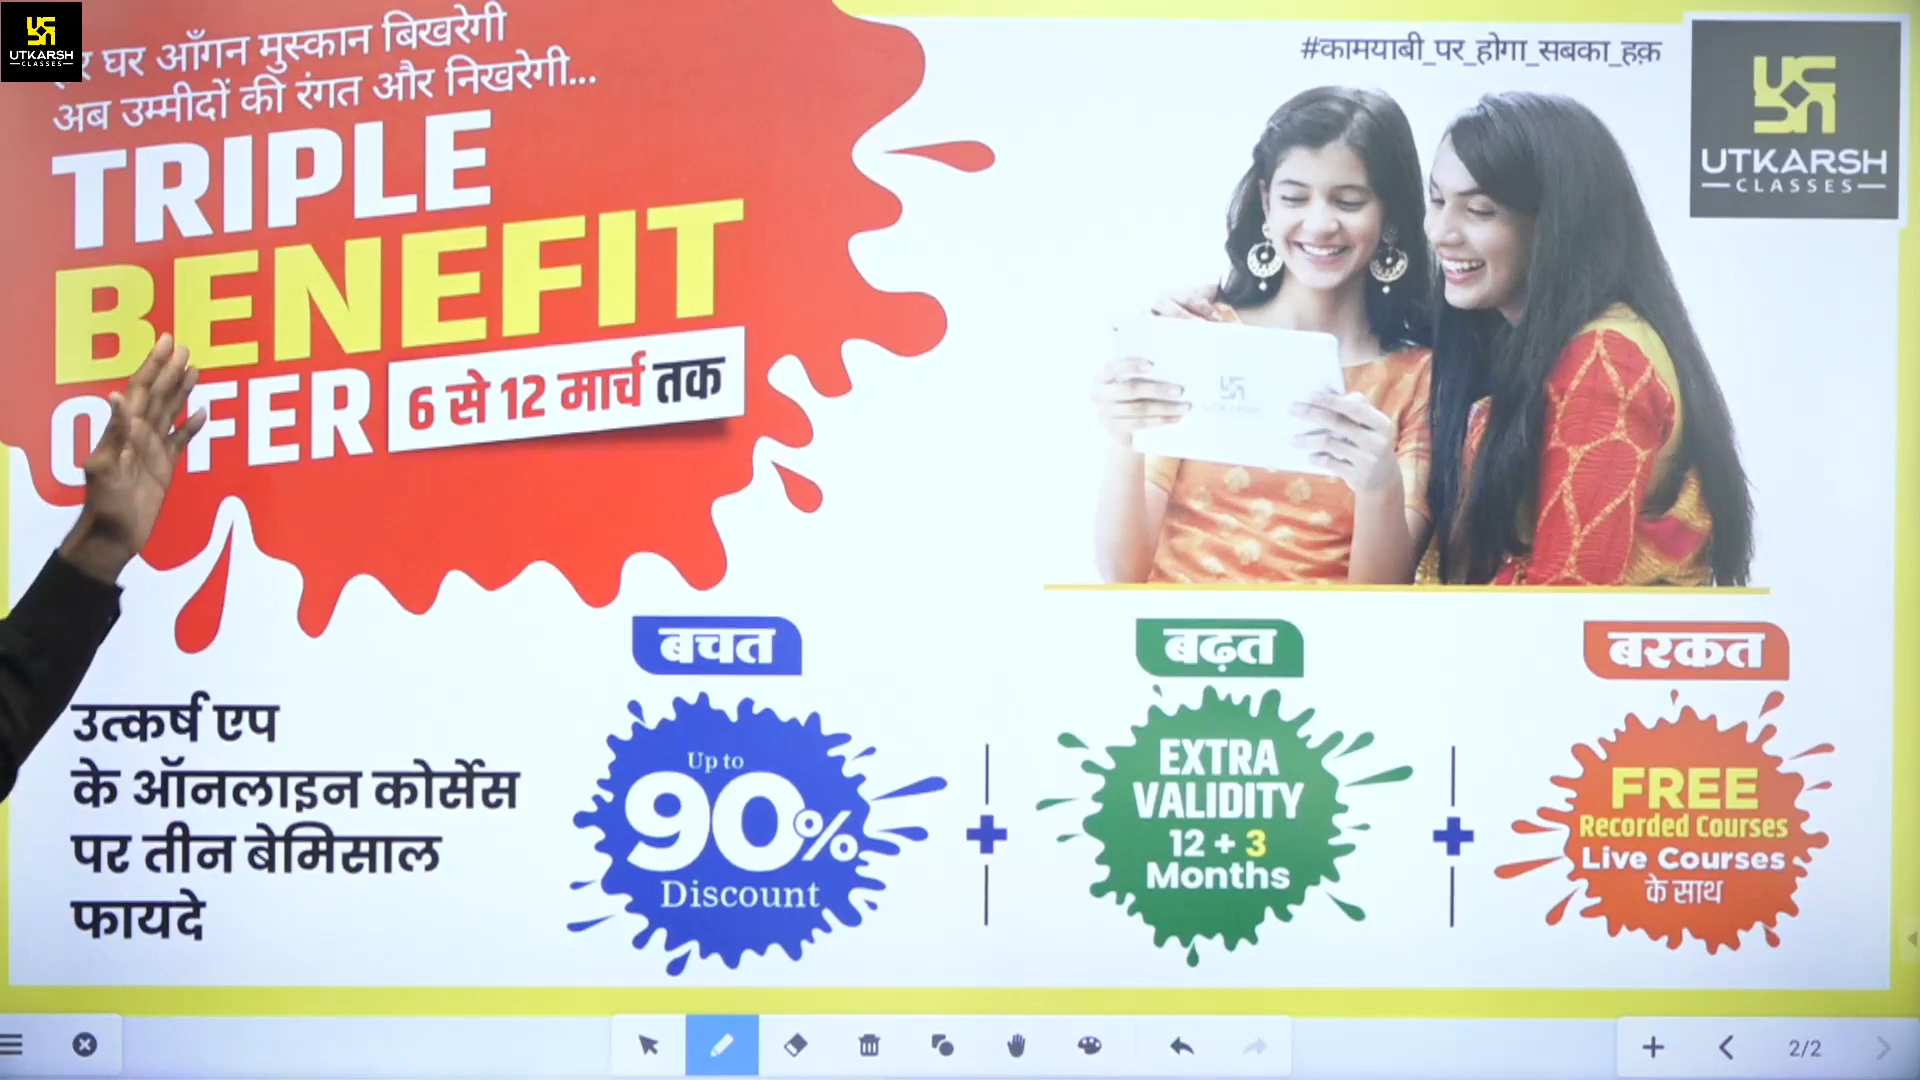 UTKARSH
CLASSES
घर आँगन मुस्कान बिखरेगी
अब उम्मीदों की रंगत और निखरेगी...
TRIPLE
BENEFIT
OFFER
6 से 12 मार्च तक
#कामयाबी_पर_होगा_सबका_हक़
UTKARSH
CLASSES
UTKARSH
उत्कर्ष एप
के ऑनलाइन कोर्सेस
पर तीन बेमिसाल
फायदे
बचत
Up to
90%
Discount
बढ़त
EXTRA
VALIDITY
12 + 3
Months
बरकत
FREE
Recorded Courses
Live Courses
के साथ
2/2